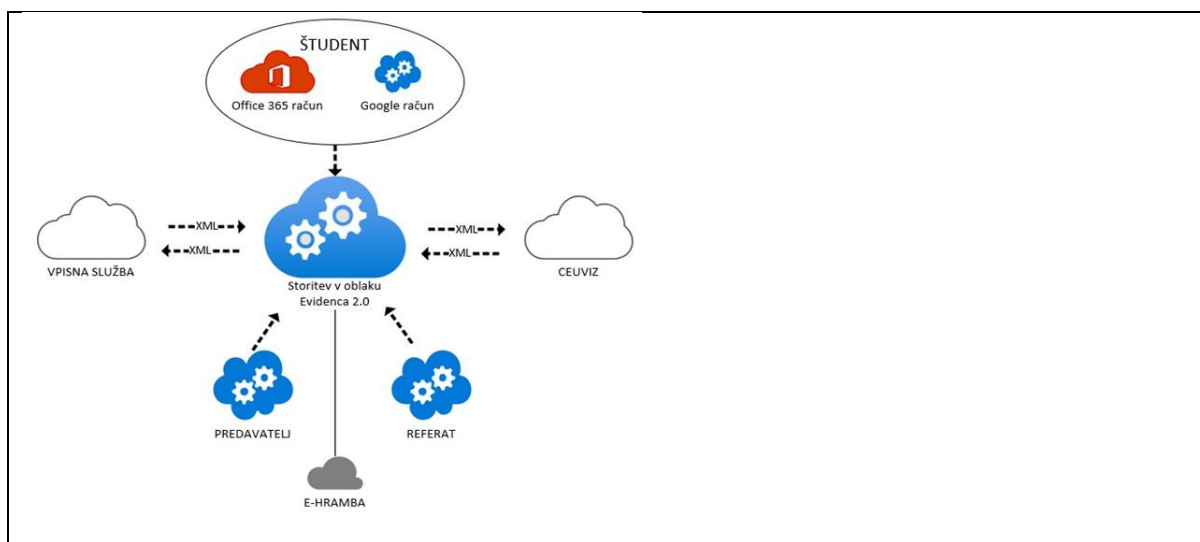 ŠTUDENT
Office 365 račun
Google račun
XML
XML
XML
XML
VPISNA SLUŽBA
CEUVIZ
Storitev v oblaku
Evidenca 2.0
PREDAVATELJ
REFERAT
E-HRAMBA